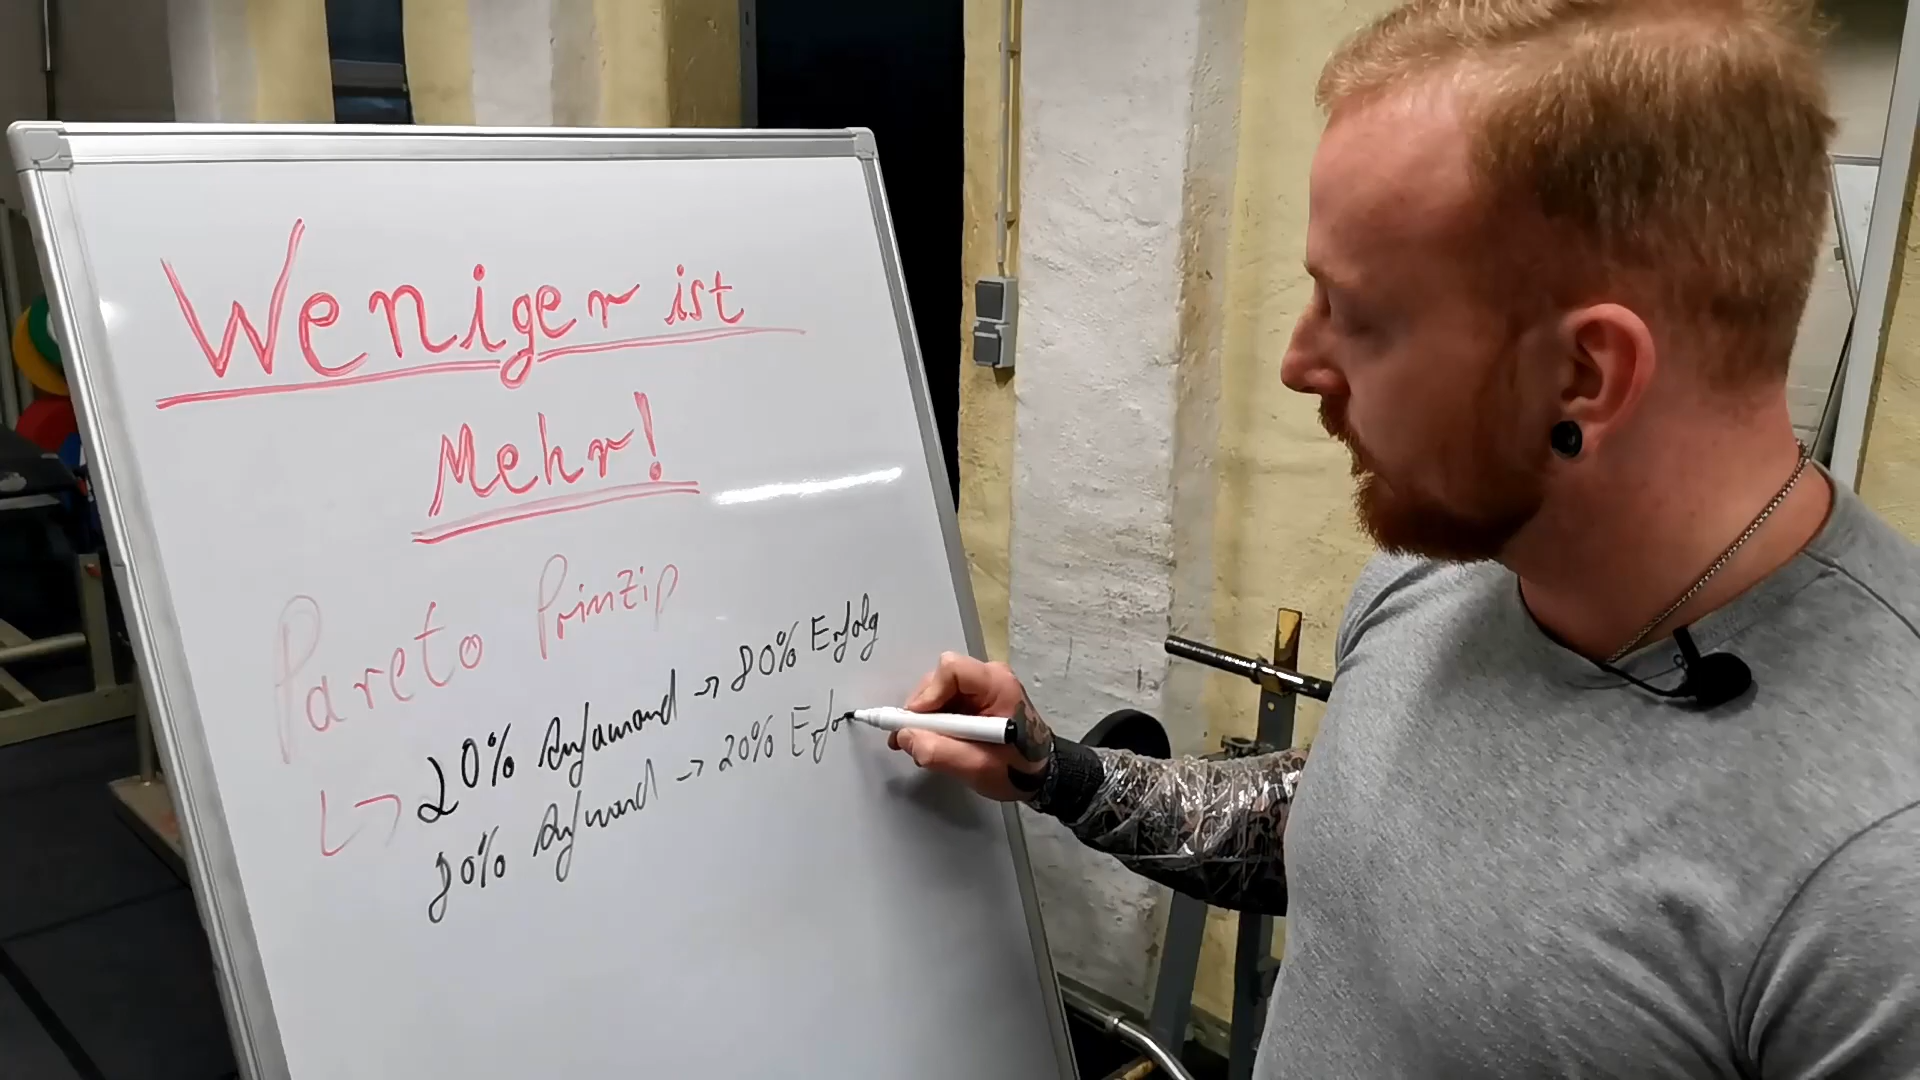 Weniger ist
Mehr!
Pareto Prinzip
↳ 20% Aufwand → 80% Erfolg
80% Aufwand → 20% Erfo